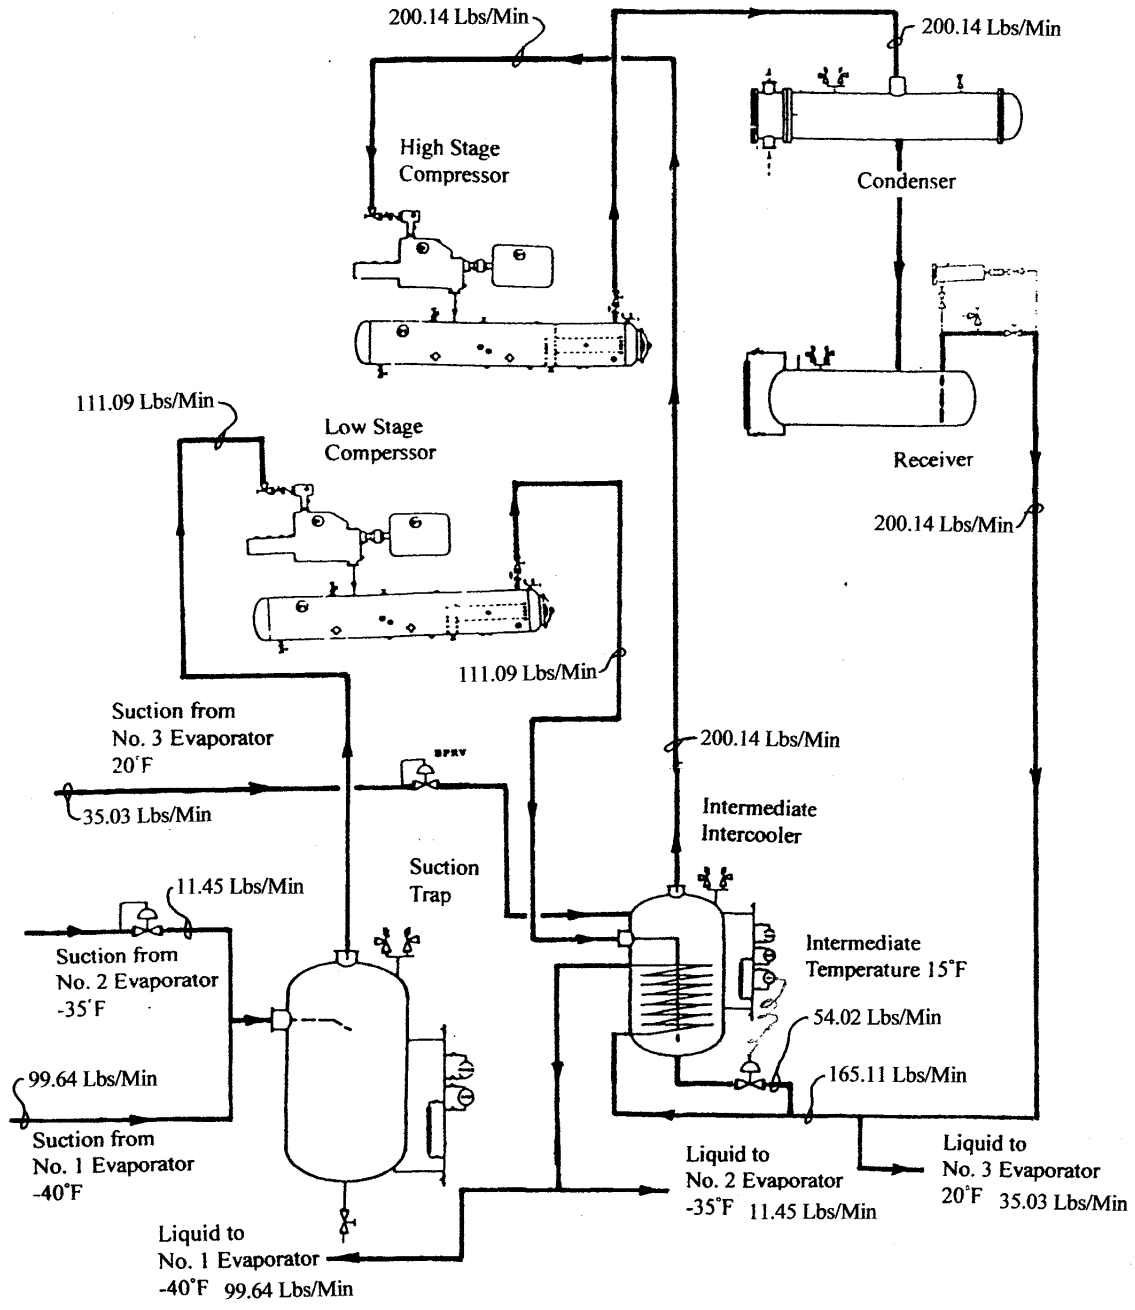 200.14 Lbs/Min
200.14 Lbs/Min
High Stage
Compressor
Condenser
111.09 Lbs/Min
Low Stage
Comperssor
Receiver
200.14 Lbs/Min
111.09 Lbs/Min
Suction from
No. 3 Evaporator
20°F
BPRV
200.14 Lbs/Min
35.03 Lbs/Min
Intermediate
Intercooler
Suction
Trap
11.45 Lbs/Min
Suction from
No. 2 Evaporator
-35°F
Intermediate
Temperature 15°F
54.02 Lbs/Min
99.64 Lbs/Min
165.11 Lbs/Min
Suction from
No. 1 Evaporator
-40°F
Liquid to
No. 2 Evaporator
-35°F 11.45 Lbs/Min
Liquid to
No. 3 Evaporator
20°F 35.03 Lbs/Min
Liquid to
No. 1 Evaporator
-40°F 99.64 Lbs/Min